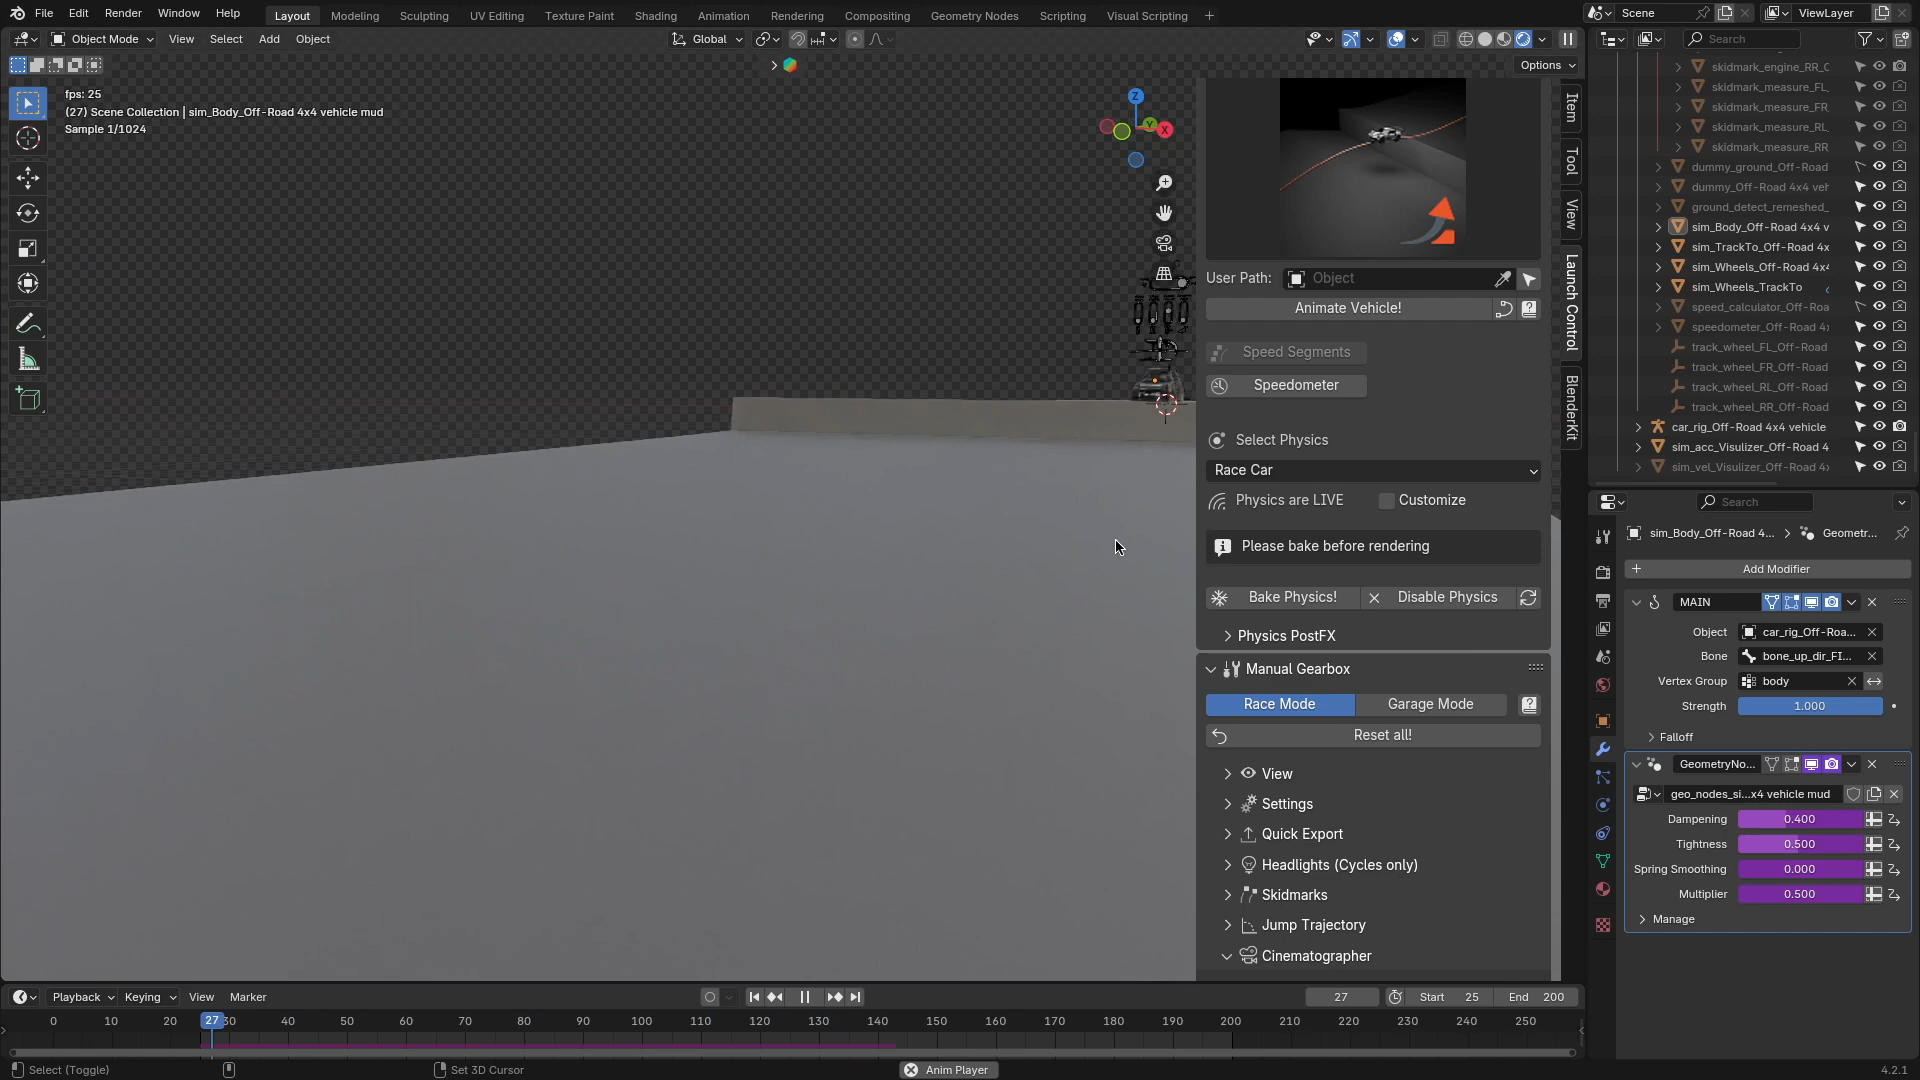 File Edit Render Window Help
Layout Modeling Sculpting UV Editing Texture Paint Shading Animation Rendering Compositing Geometry Nodes Scripting Visual Scripting
Scene ViewLayer
Object Mode View Select Add Object
Global
Search
Options
fps: 25
(27) Scene Collection | sim_Body_Off-Road 4x4 vehicle mud
Sample 1/1024
Z
Y
X
Item
Tool
View
Launch Control
BlenderKit
User Path: Object
Animate Vehicle!
Speed Segments
Speedometer
Select Physics
Race Car
Physics are LIVE Customize
Please bake before rendering
Bake Physics! Disable Physics
Physics PostFX
Manual Gearbox
Race Mode Garage Mode
Reset all!
View
Settings
Quick Export
Headlights (Cycles only)
Skidmarks
Jump Trajectory
Cinematographer
skidmark_engine_RR_C
skidmark_measure_FL_
skidmark_measure_FR_
skidmark_measure_RL_
skidmark_measure_RR
dummy_ground_Off-Road
dummy_Off-Road 4x4 veh
ground_detect_remeshed_
sim_Body_Off-Road 4x4 v
sim_TrackTo_Off-Road 4x
sim_Wheels_Off-Road 4x4
sim_Wheels_TrackTo
speed_calculator_Off-Roa
speedometer_Off-Road 4x
track_wheel_FL_Off-Road
track_wheel_FR_Off-Road
track_wheel_RL_Off-Road
track_wheel_RR_Off-Road
car_rig_Off-Road 4x4 vehicle
sim_acc_Visulizer_Off-Road 4
sim_vel_Visulizer_Off-Road 4x
Search
sim_Body_Off-Road 4... Geometr...
Add Modifier
MAIN
Object car_rig_Off-Roa...
Bone bone_up_dir_FI...
Vertex Group body
Strength 1.000
Falloff
GeometryNo...
geo_nodes_si...x4 vehicle mud
Dampening 0.400
Tightness 0.500
Spring Smoothing 0.000
Multiplier 0.500
Manage
Playback Keying View Marker
27 Start 25 End 200
0 10 20 27 30 40 50 60 70 80 90 100 110 120 130 140 150 160 170 180 190 200 210 220 230 240 250
Select (Toggle) Set 3D Cursor Anim Player 4.2.1